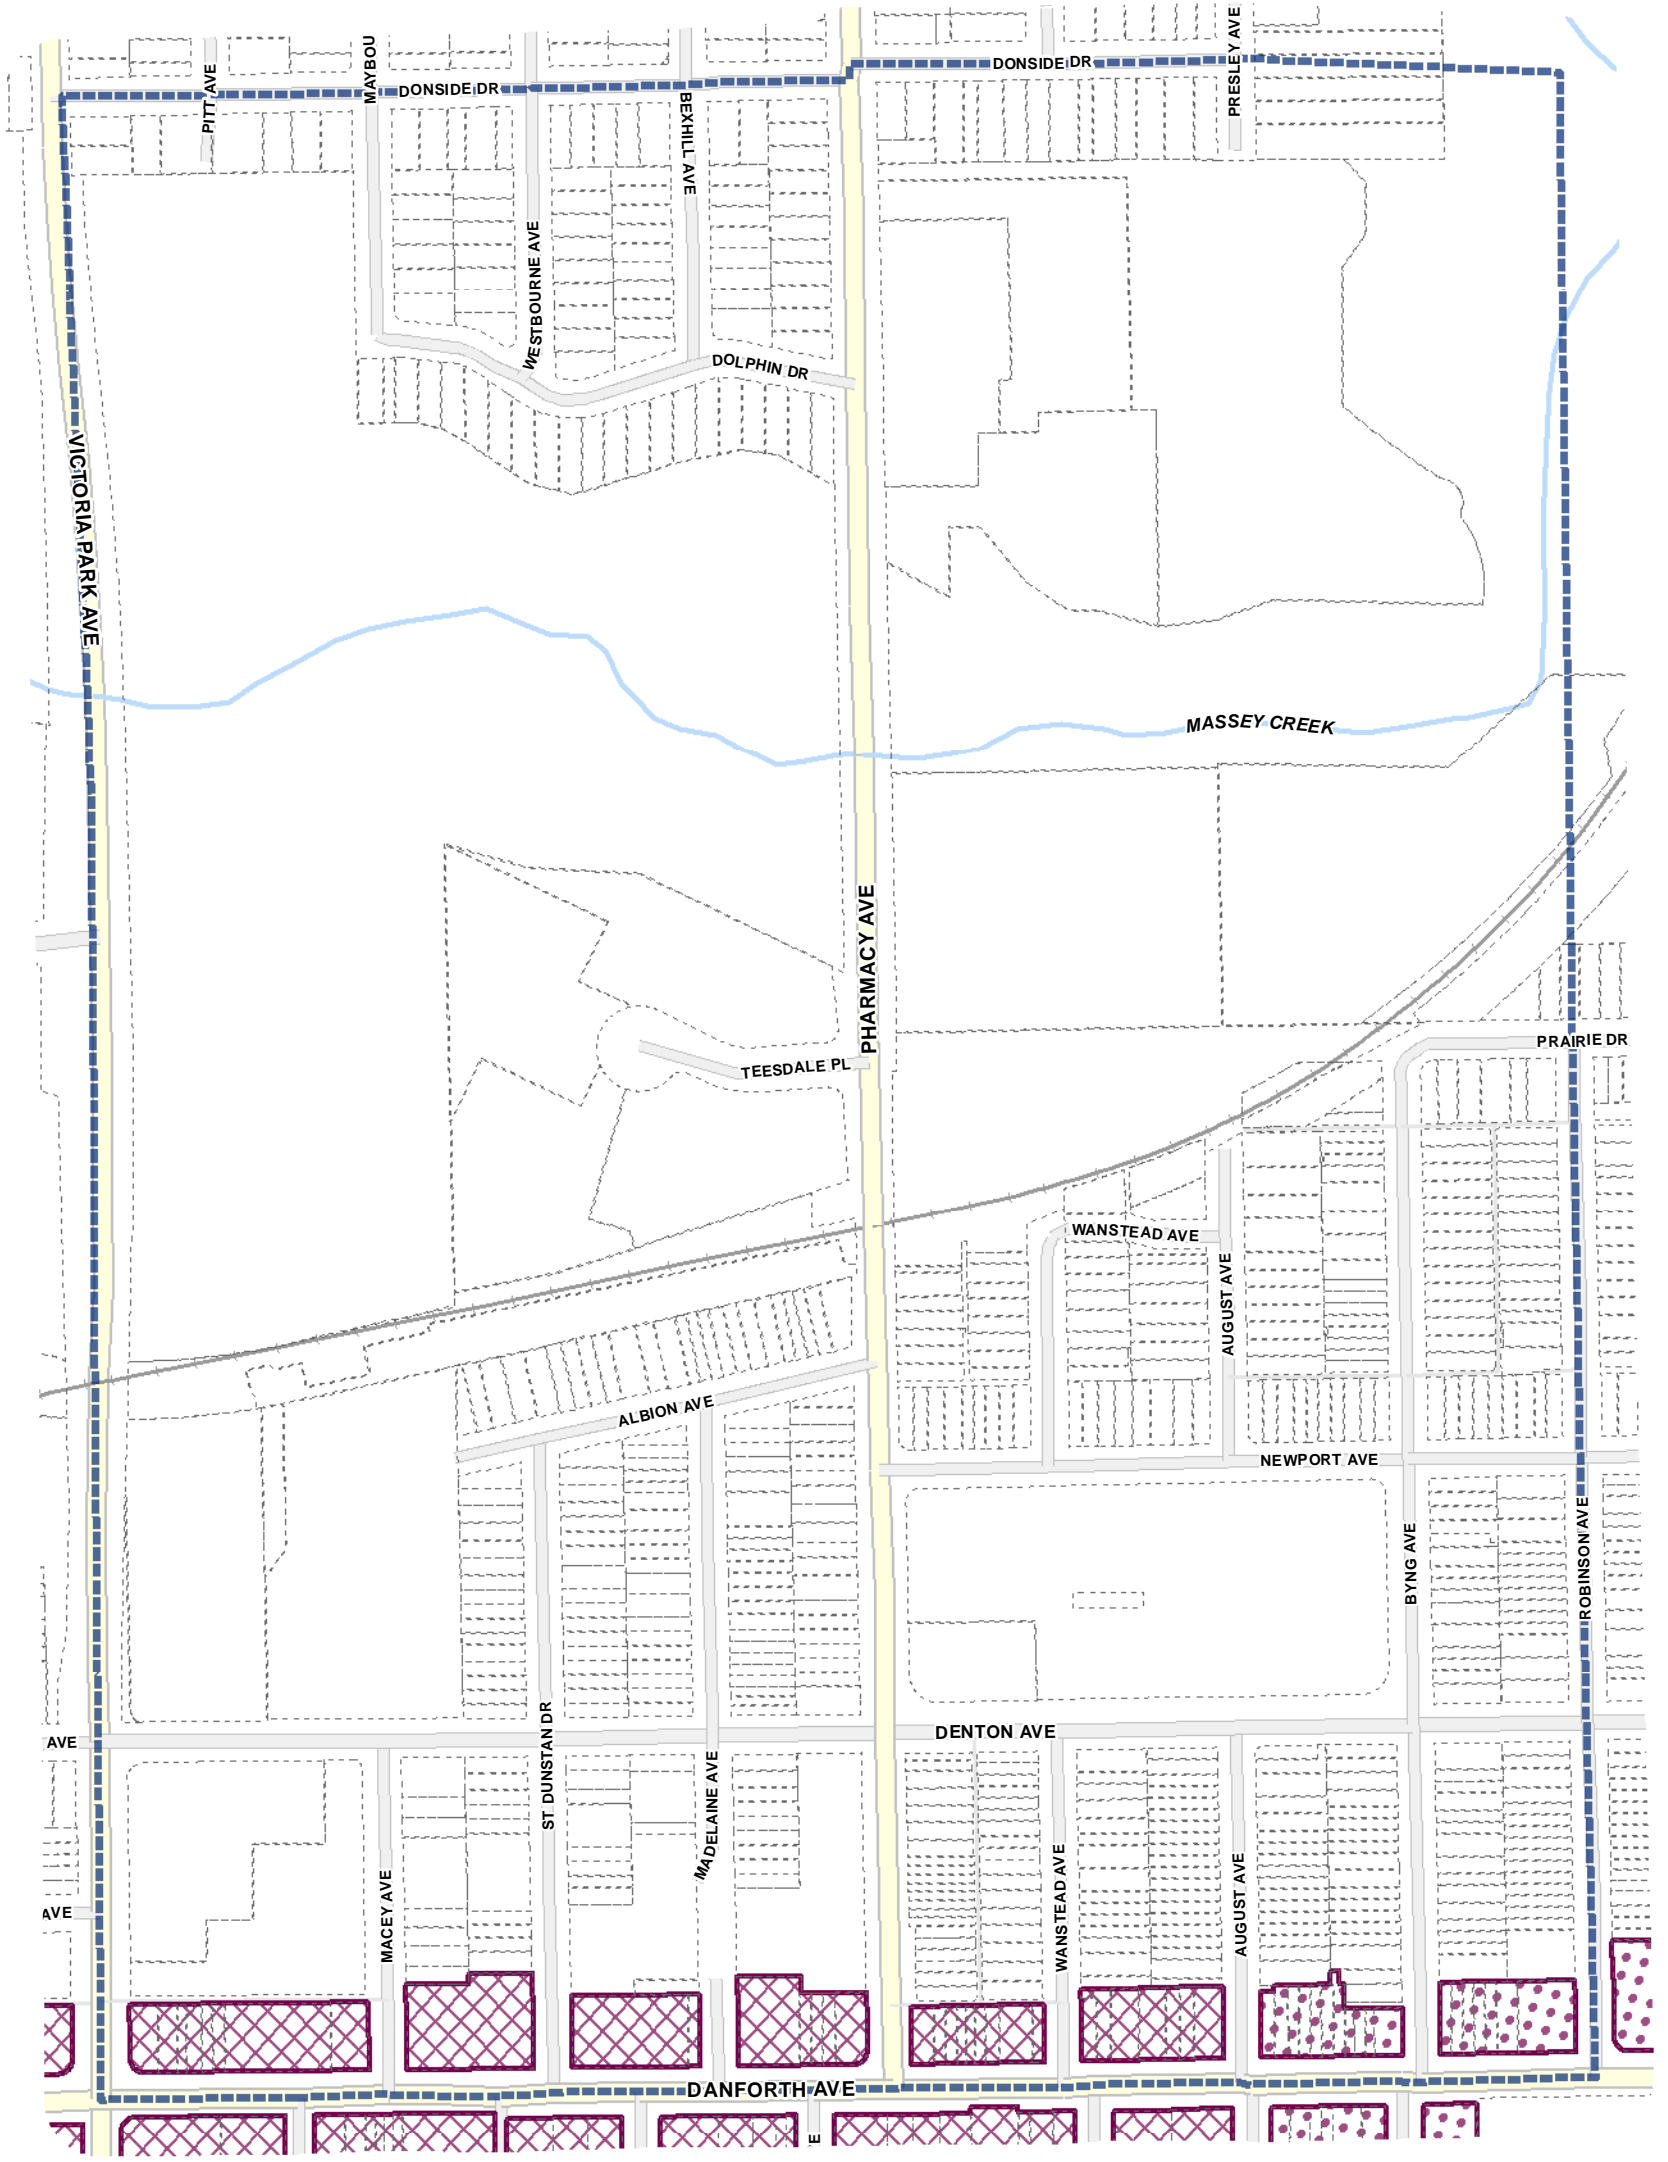 PRESLEY AVE
MAYBOU
PITT AVE
DONSIDE DR
DONSIDE DR
BEXHILL AVE
WESTBOURNE AVE
DOLPHIN DR
VICTORIA PARK AVE
MASSEY CREEK
PHARMACY AVE
PRAIRIE DR
TEESDALE PL
WANSTEAD AVE
AUGUST AVE
ALBION AVE
NEWPORT AVE
BYNG AVE
ROBINSON AVE
AVE
ST DUNSTAN DR
DENTON AVE
MADELAINE AVE
MACEY AVE
WANSTEAD AVE
AUGUST AVE
AVE
DANFORTH AVE
E